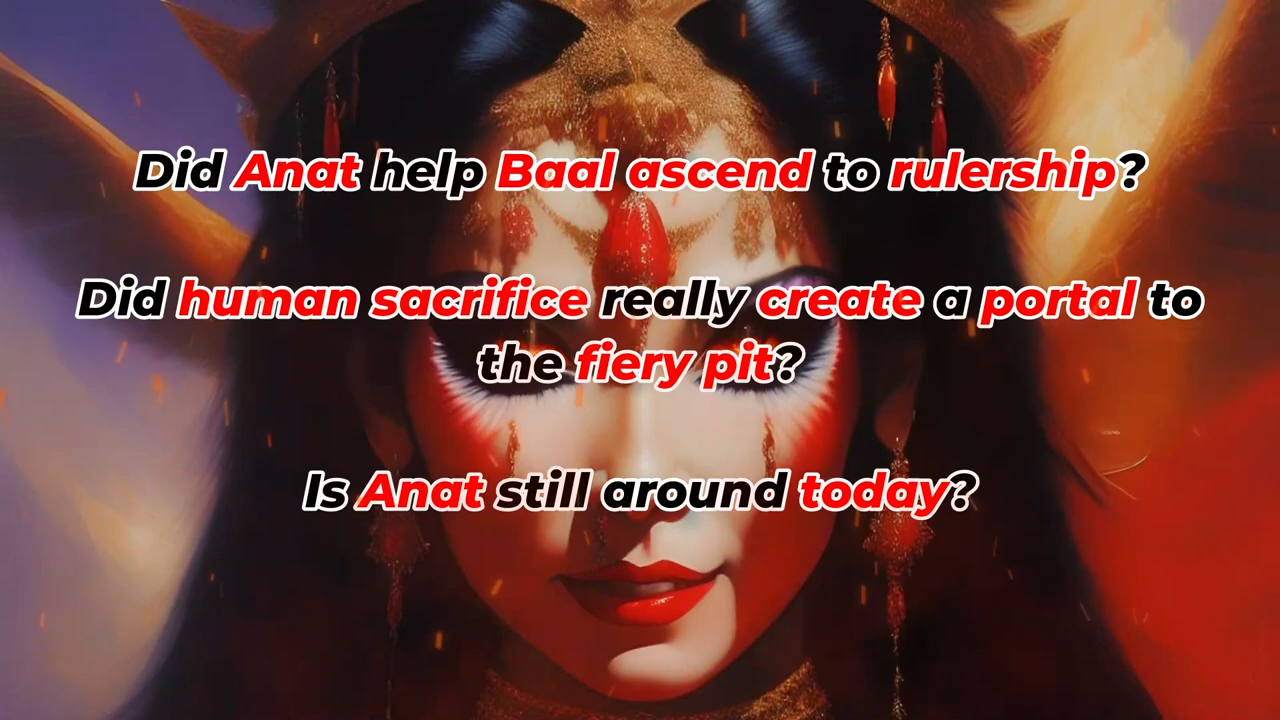 Did Anat help Baal ascend to rulership?
Did human sacrifice really create a portal to
the fiery pit?
Is Anat still around today?